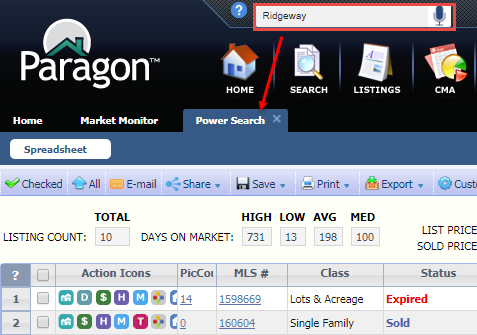 ? Ridgeway
Paragon™
HOME SEARCH LISTINGS CMA
Home Market Monitor Power Search ×
Spreadsheet
Checked All E-mail Share Save Print Export
TOTAL HIGH LOW AVG MED
LISTING COUNT: 10 DAYS ON MARKET: 731 13 198 100 LIST PRICE
SOLD PRICE
? Action Icons PicCou MLS # Class Status
1 D $ H M 14 1598669 Lots & Acreage Expired
2 $ H M T 0 160604 Single Family Sold